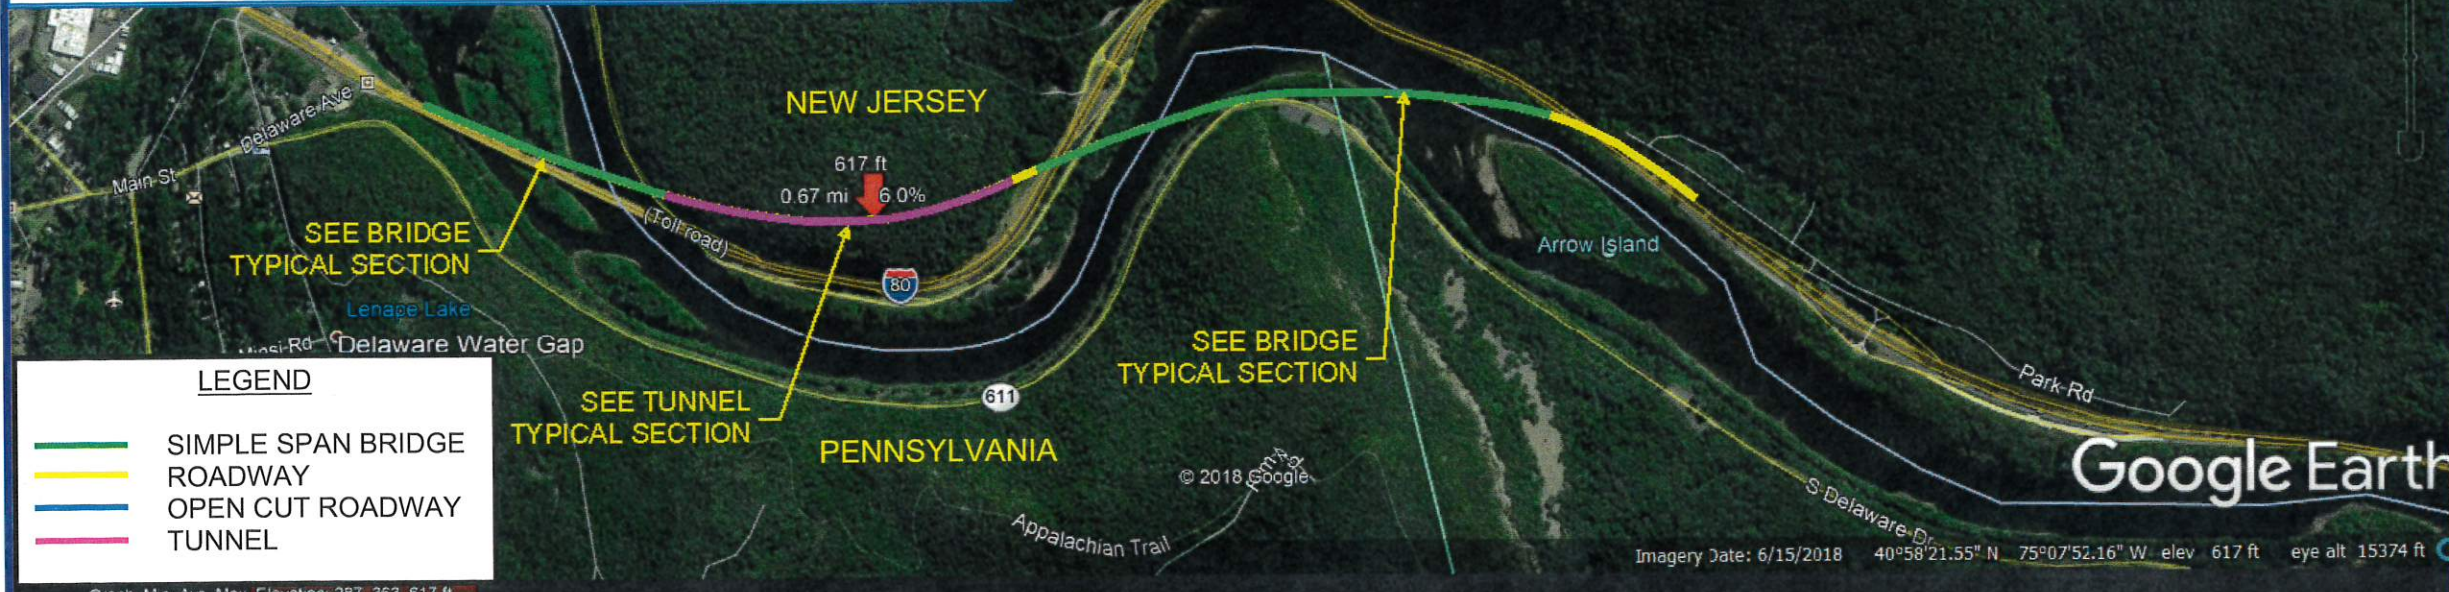 NEW JERSEY
Delaware Ave
Main St
617 ft
0.67 mi 6.0%
SEE BRIDGE
TYPICAL SECTION
(Toll road)
80
Arrow Island
Lenape Lake
Delaware Water Gap
SEE BRIDGE
TYPICAL SECTION
611
SEE TUNNEL
TYPICAL SECTION
PENNSYLVANIA
Park Rd
LEGEND
SIMPLE SPAN BRIDGE
ROADWAY
OPEN CUT ROADWAY
TUNNEL
© 2018 Google
Appalachian Trail
S Delaware Dr
Google Earth
Imagery Date: 6/15/2018 40°58'21.55" N 75°07'52.16" W elev 617 ft eye alt 15374 ft